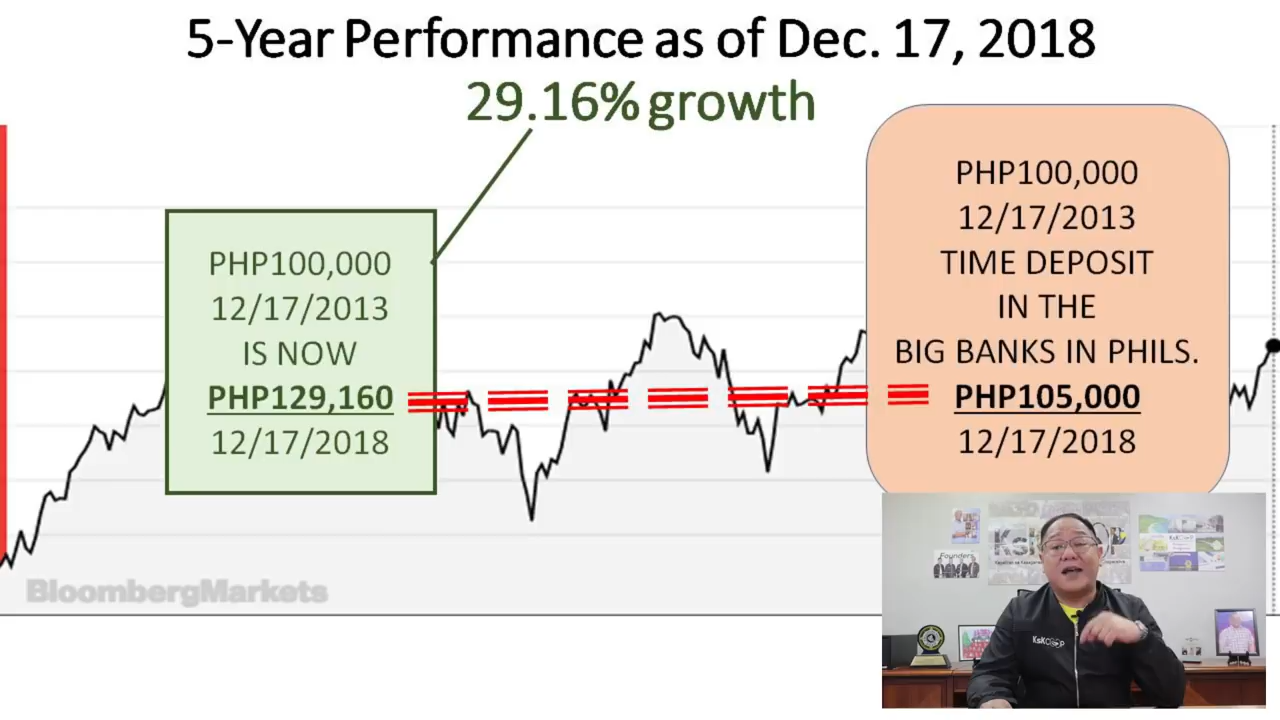 5-Year Performance as of Dec. 17, 2018
29.16% growth
PHP100,000
12/17/2013
IS NOW
PHP129,160
12/17/2018
PHP100,000
12/17/2013
TIME DEPOSIT
IN THE
BIG BANKS IN PHILS.
PHP105,000
12/17/2018
BloombergMarkets
Founders
KsKCOOP